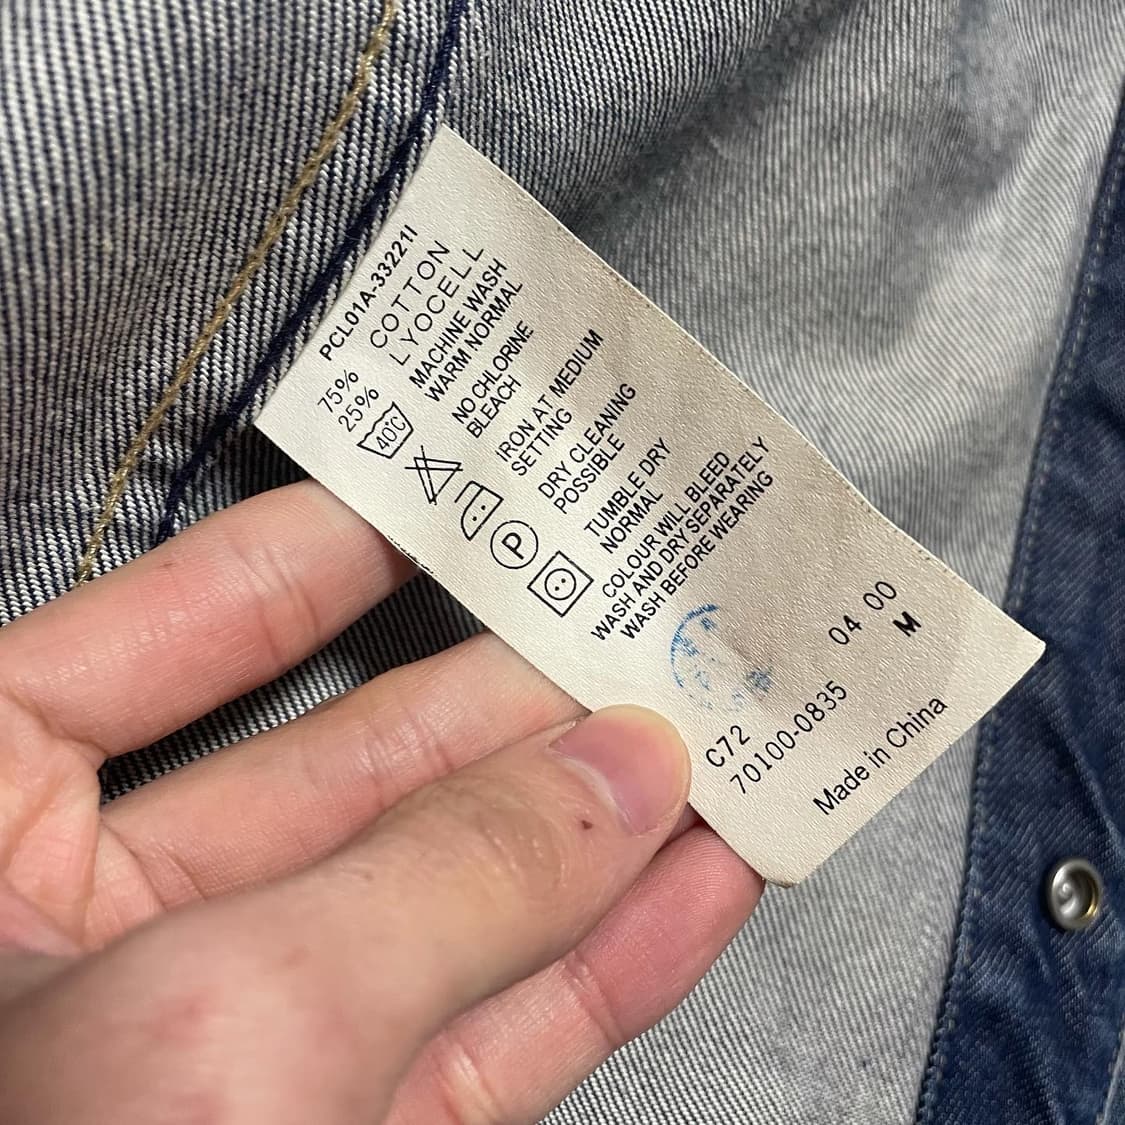 PCL01A-33221I
75% COTTON
25% LYOCELL
40°C
MACHINE WASH
WARM NORMAL
NO CHLORINE
BLEACH
IRON AT MEDIUM
SETTING
P
DRY CLEANING
POSSIBLE
TUMBLE DRY
NORMAL
COLOUR WILL BLEED
WASH AND DRY SEPARATELY
WASH BEFORE WEARING
04 00
M
C72
70100-0835
Made in China